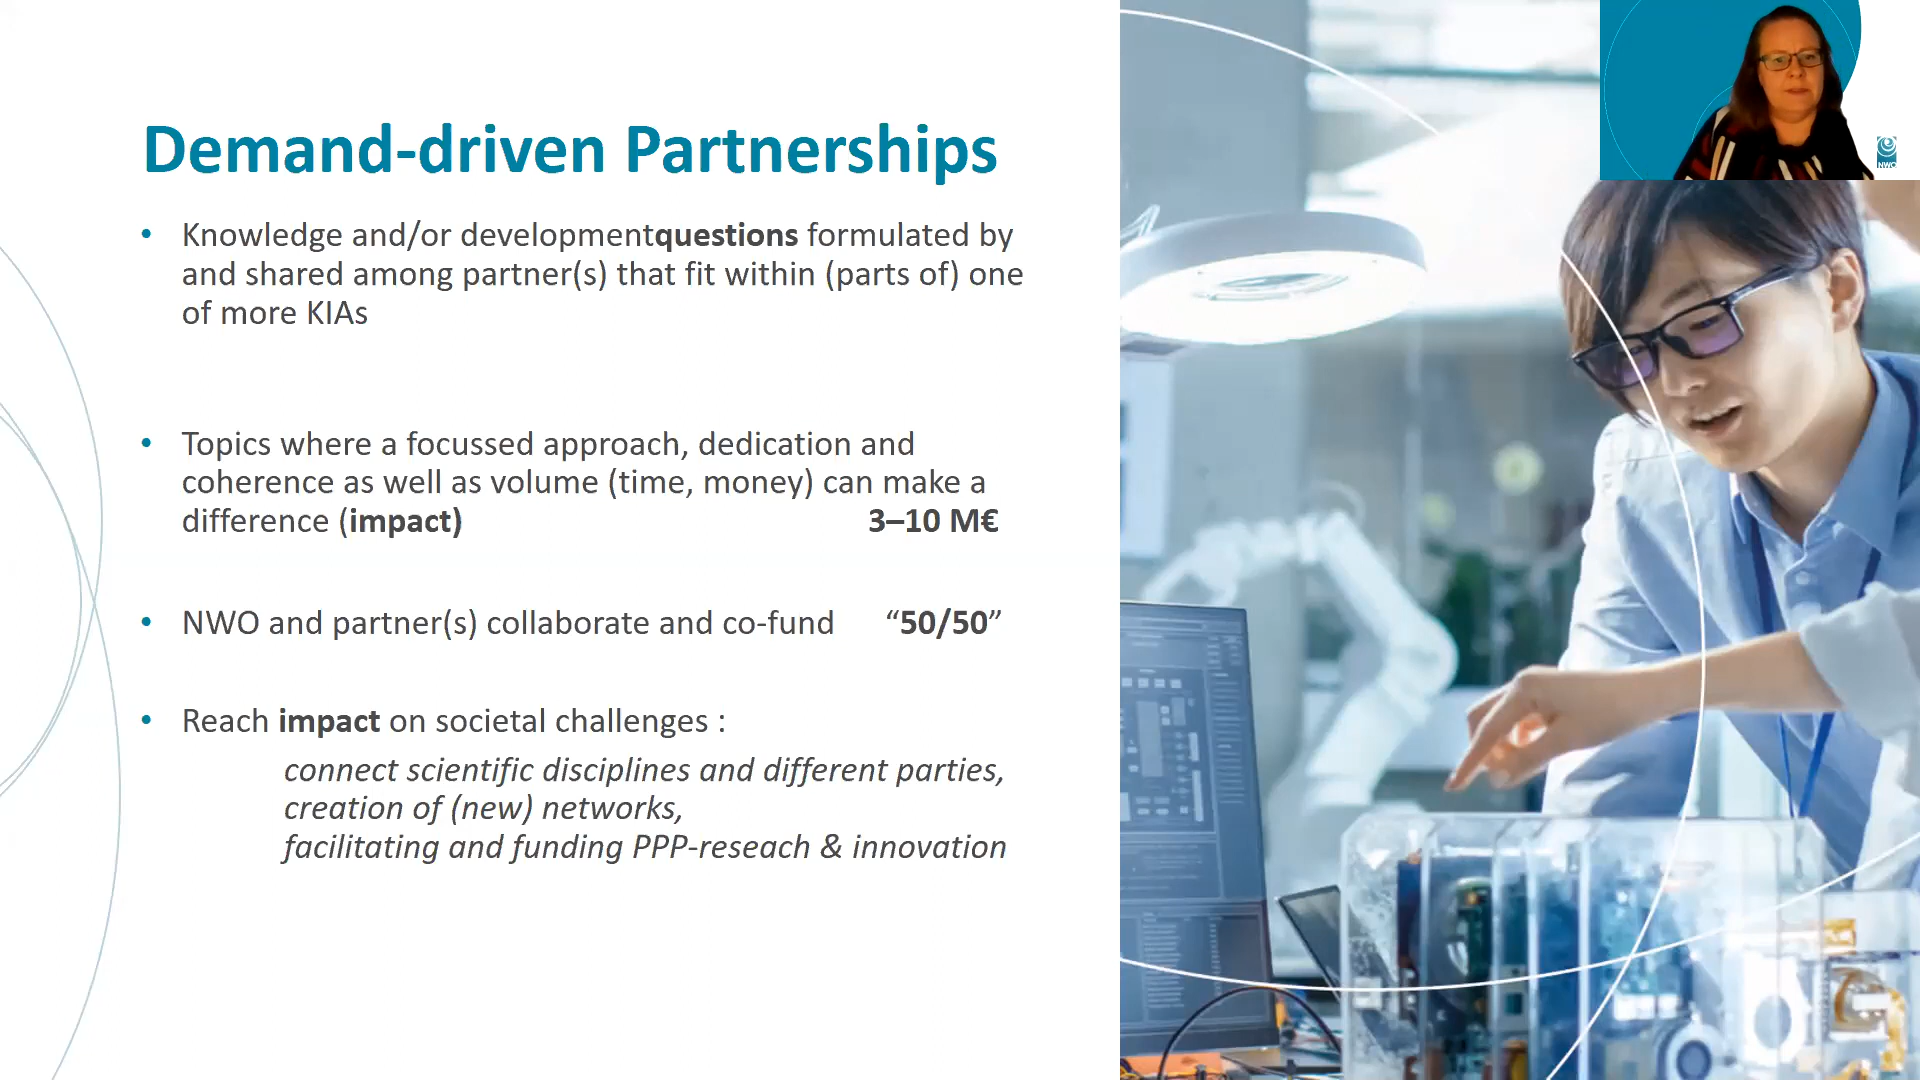 Demand-driven Partnerships
• Knowledge and/or developmentquestions formulated by
and shared among partner(s) that fit within (parts of) one
of more KIAs
• Topics where a focussed approach, dedication and
coherence as well as volume (time, money) can make a
difference (impact) 3–10 M€
• NWO and partner(s) collaborate and co-fund “50/50”
• Reach impact on societal challenges :
connect scientific disciplines and different parties,
creation of (new) networks,
facilitating and funding PPP-reseach & innovation
NWO